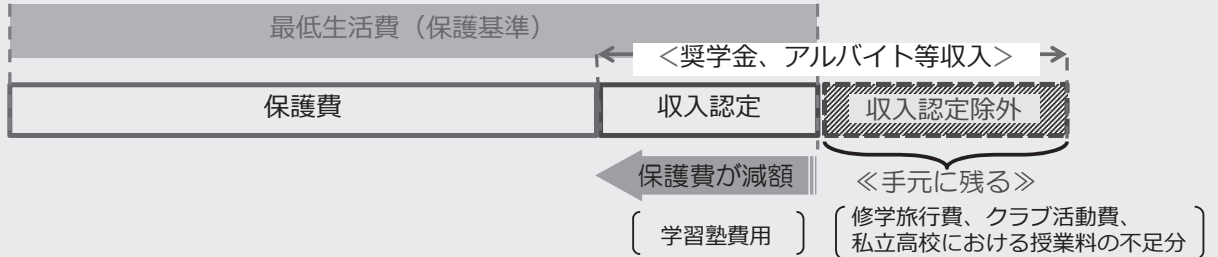 最低生活費（保護基準）
＜奨学金、アルバイト等収入＞
保護費
収入認定
収入認定除外
保護費が減額
≪手元に残る≫
学習塾費用
修学旅行費、クラブ活動費、
私立高校における授業料の不足分